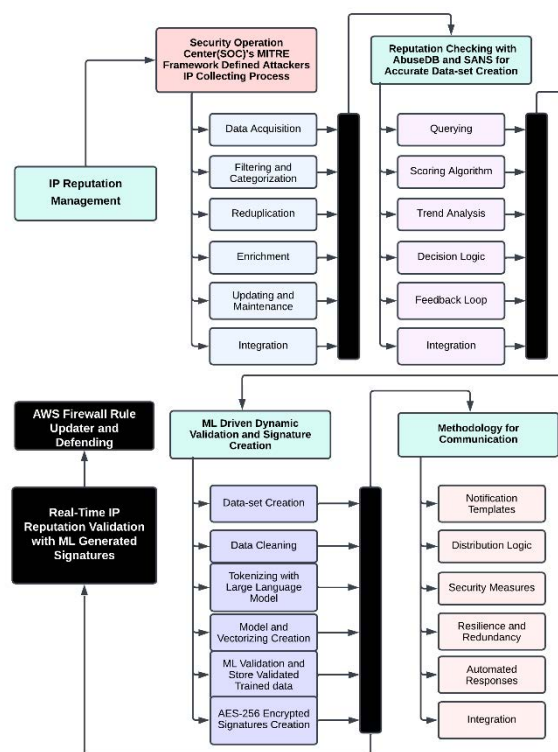 Security Operation
Center(SOC)'s MITRE
Framework Defined Attackers
IP Collecting Process
Data Acquisition
Filtering and
Categorization
Reduplication
Enrichment
Updating and
Maintenance
Integration
IP Reputation
Management
Reputation Checking with
AbuseDB and SANS for
Accurate Data-set Creation
Querying
Scoring Algorithm
Trend Analysis
Decision Logic
Feedback Loop
Integration
ML Driven Dynamic
Validation and Signature
Creation
Data-set Creation
Data Cleaning
Tokenizing with
Large Language
Model
Model and
Vectorizing Creation
ML Validation and
Store Validated
Trained data
AES-256 Encrypted
Signatures Creation
Methodology for
Communication
Notification
Templates
Distribution Logic
Security Measures
Resilience and
Redundancy
Automated
Responses
Integration
AWS Firewall Rule
Updater and
Defending
Real-Time IP
Reputation Validation
with ML Generated
Signatures